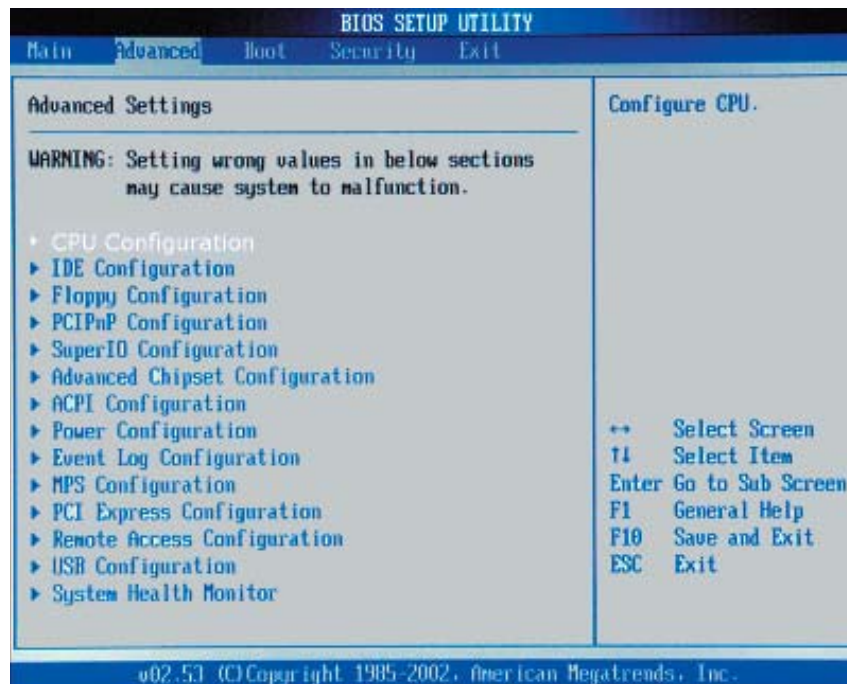 BIOS SETUP UTILITY
Main Advanced Boot Security Exit
Advanced Settings
WARNING: Setting wrong values in below sections
may cause system to malfunction.
CPU Configuration
IDE Configuration
Floppy Configuration
PCIPnP Configuration
SuperIO Configuration
Advanced Chipset Configuration
ACPI Configuration
Power Configuration
Event Log Configuration
MPS Configuration
PCI Express Configuration
Remote Access Configuration
USB Configuration
System Health Monitor
Configure CPU.
↔ Select Screen
↑↓ Select Item
Enter Go to Sub Screen
F1 General Help
F10 Save and Exit
ESC Exit
v02.53 (C)Copyright 1985-2002, American Megatrends, Inc.